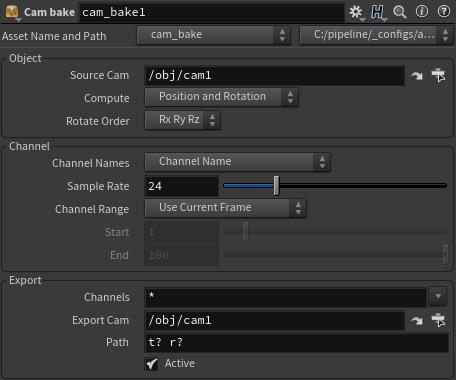 Cam bake cam_bake1
Asset Name and Path cam_bake C:/pipeline/_configs/a...
Object
Source Cam /obj/cam1
Compute Position and Rotation
Rotate Order Rx Ry Rz
Channel
Channel Names Channel Name
Sample Rate 24
Channel Range Use Current Frame
Start 1
End 100
Export
Channels *
Export Cam /obj/cam1
Path t? r?
Active